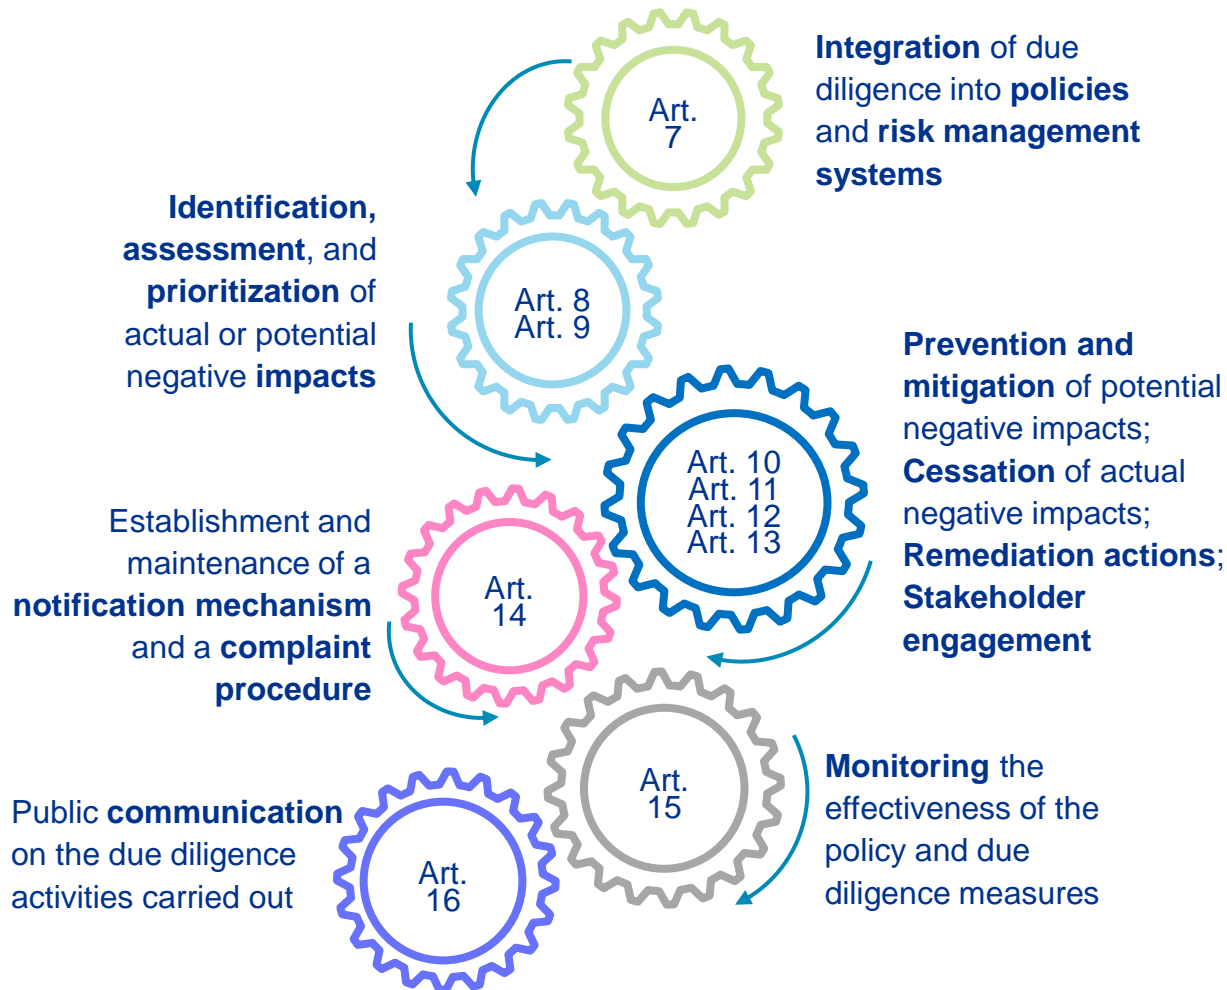 Art.
7
Integration of due
diligence into policies
and risk management
systems
Identification,
assessment, and
prioritization of
actual or potential
negative impacts
Art. 8
Art. 9
Art. 10
Art. 11
Art. 12
Art. 13
Prevention and
mitigation of potential
negative impacts;
Cessation of actual
negative impacts;
Remediation actions;
Stakeholder
engagement
Establishment and
maintenance of a
notification mechanism
and a complaint
procedure
Art.
14
Art.
15
Monitoring the
effectiveness of the
policy and due
diligence measures
Public communication
on the due diligence
activities carried out
Art.
16